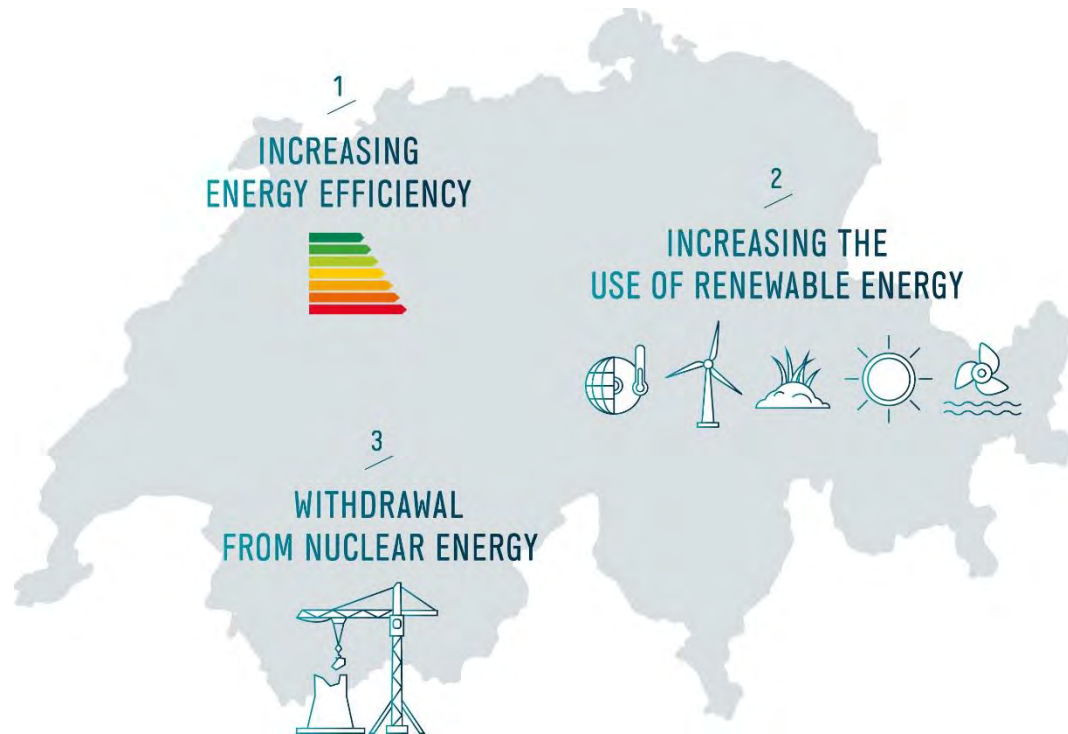 1
INCREASING
ENERGY EFFICIENCY
2
INCREASING THE
USE OF RENEWABLE ENERGY
3
WITHDRAWAL
FROM NUCLEAR ENERGY